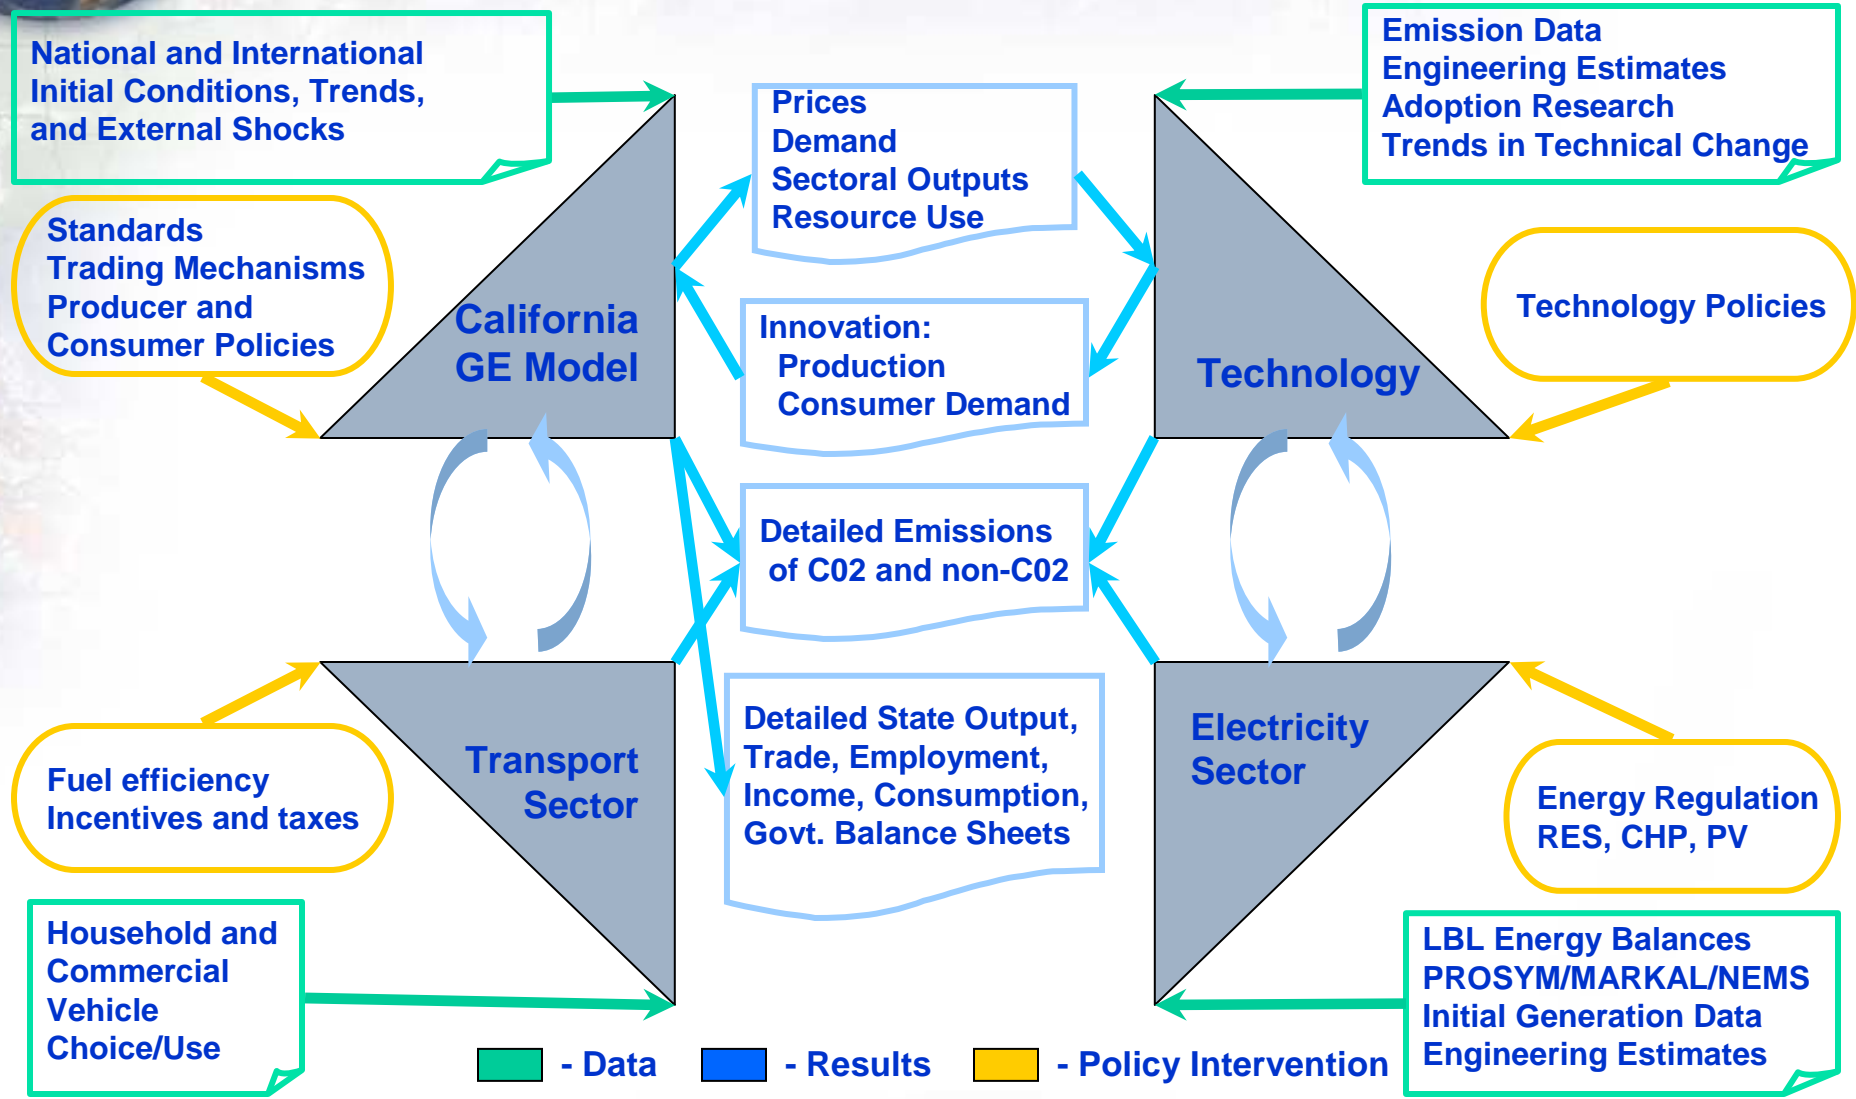 National and International
Initial Conditions, Trends,
and External Shocks
Emission Data
Engineering Estimates
Adoption Research
Trends in Technical Change
Prices
Demand
Sectoral Outputs
Resource Use
Standards
Trading Mechanisms
Producer and
Consumer Policies
California
GE Model
Innovation:
Production
Consumer Demand
Technology
Technology Policies
Detailed Emissions
of C02 and non-C02
Transport
Sector
Detailed State Output,
Trade, Employment,
Income, Consumption,
Govt. Balance Sheets
Electricity
Sector
Fuel efficiency
Incentives and taxes
Energy Regulation
RES, CHP, PV
Household and
Commercial
Vehicle
Choice/Use
LBL Energy Balances
PROSYM/MARKAL/NEMS
Initial Generation Data
Engineering Estimates
- Data - Results - Policy Intervention